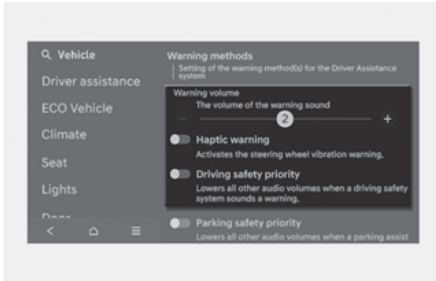 Vehicle
Driver assistance
ECO Vehicle
Climate
Seat
Lights
Door
Warning methods
Setting of the warning method(s) for the Driver Assistance
system
Warning volume
The volume of the warning sound
- 2 +
Haptic warning
Activates the steering wheel vibration warning.
Driving safety priority
Lowers all other audio volumes when a driving safety
system sounds a warning.
Parking safety priority
Lowers all other audio volumes when a parking assist